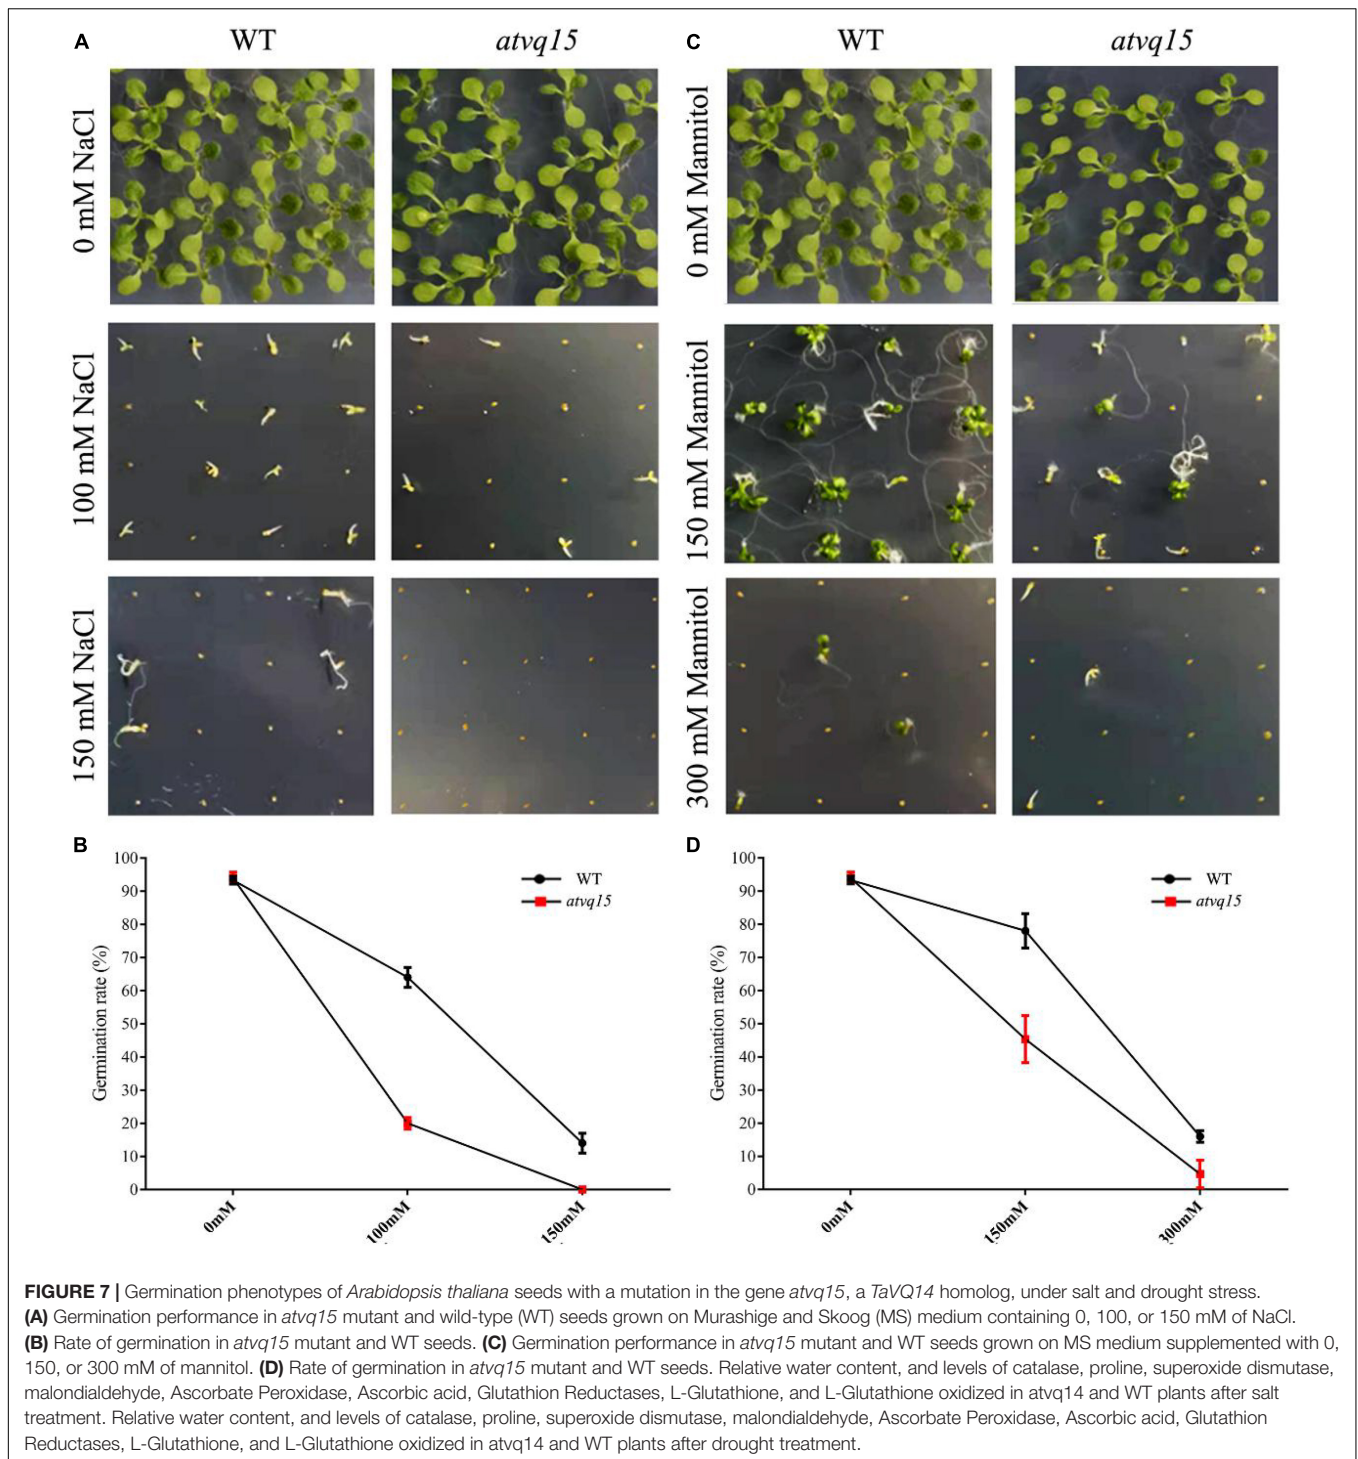 A WT atvq15 C WT atvq15
0 mM NaCl
0 mM Mannitol
100 mM NaCl
150 mM Mannitol
150 mM NaCl
300 mM Mannitol
B
100
90
80
70
60
50
40
30
20
10
0
Germination rate (%)
WT
atvq15
0mM
100mM
150mM
D
100
90
80
70
60
50
40
30
20
10
0
Germination rate (%)
WT
atvq15
0mM
150mM
300mM
FIGURE 7 | Germination phenotypes of Arabidopsis thaliana seeds with a mutation in the gene atvq15, a TaVQ14 homolog, under salt and drought stress.
(A) Germination performance in atvq15 mutant and wild-type (WT) seeds grown on Murashige and Skoog (MS) medium containing 0, 100, or 150 mM of NaCl.
(B) Rate of germination in atvq15 mutant and WT seeds. (C) Germination performance in atvq15 mutant and WT seeds grown on MS medium supplemented with 0,
150, or 300 mM of mannitol. (D) Rate of germination in atvq15 mutant and WT seeds. Relative water content, and levels of catalase, proline, superoxide dismutase,
malondialdehyde, Ascorbate Peroxidase, Ascorbic acid, Glutathion Reductases, L-Glutathione, and L-Glutathione oxidized in atvq14 and WT plants after salt
treatment. Relative water content, and levels of catalase, proline, superoxide dismutase, malondialdehyde, Ascorbate Peroxidase, Ascorbic acid, Glutathion
Reductases, L-Glutathione, and L-Glutathione oxidized in atvq14 and WT plants after drought treatment.